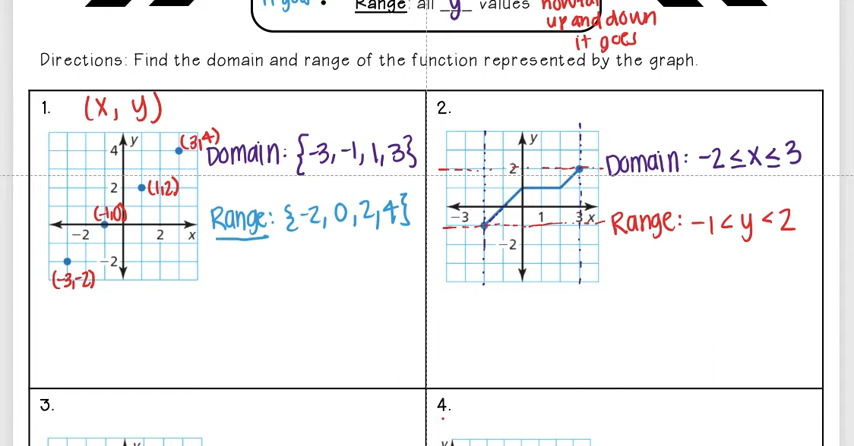 it goes
Range: all _y_ values
up and down
it goes
Directions: Find the domain and range of the function represented by the graph.
1. (x, y)
y
4
(3,4)
Domain: {-3, -1, 1, 3}
2
(1,2)
(-1,0)
Range: {-2, 0, 2, 4}
−2
2
x
−2
(-3,-2)
2.
y
2
Domain: -2 ≤ x ≤ 3
−3
1
3 x
Range: -1 < y < 2
−2
3.
4.
y